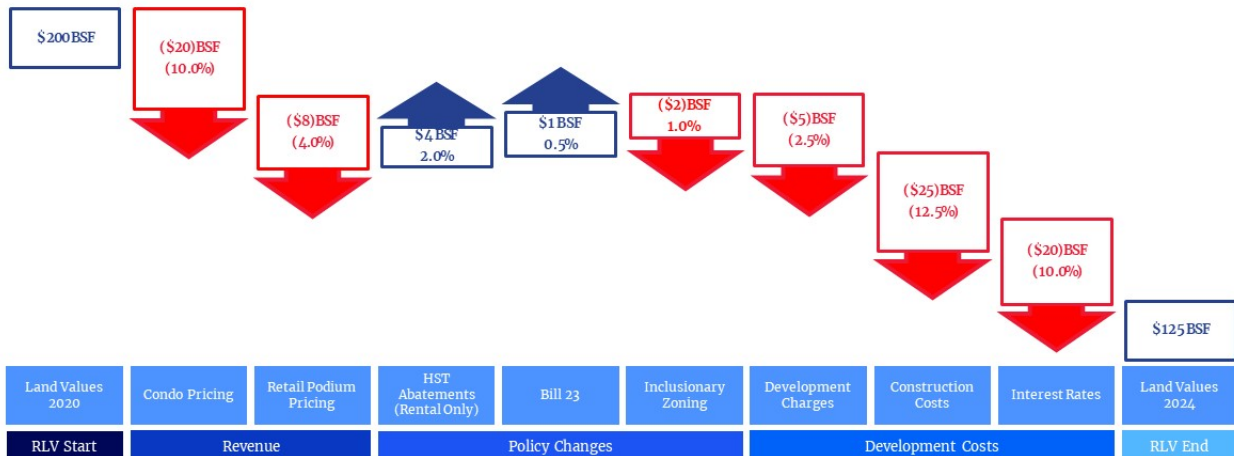 $200BSF
($20)BSF
(10.0%)
($8)BSF
(4.0%)
$4BSF
2.0%
$1BSF
0.5%
($2)BSF
1.0%
($5)BSF
(2.5%)
($25)BSF
(12.5%)
($20)BSF
(10.0%)
$125BSF
Land Values
2020
Condo Pricing
Retail Podium
Pricing
HST
Abatements
(Rental Only)
Bill 23
Inclusionary
Zoning
Development
Charges
Construction
Costs
Interest Rates
Land Values
2024
RLV Start
Revenue
Policy Changes
Development Costs
RLV End